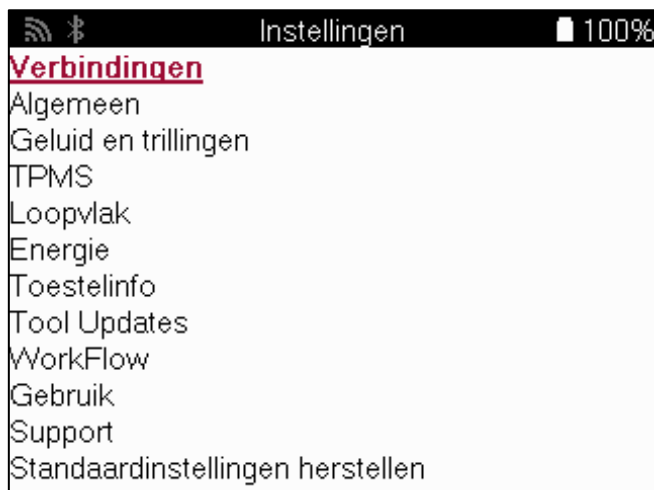 Instellingen 100%
Verbindingen
Algemeen
Geluid en trillingen
TPMS
Loopvlak
Energie
Toestelinfo
Tool Updates
WorkFlow
Gebruik
Support
Standaardinstellingen herstellen